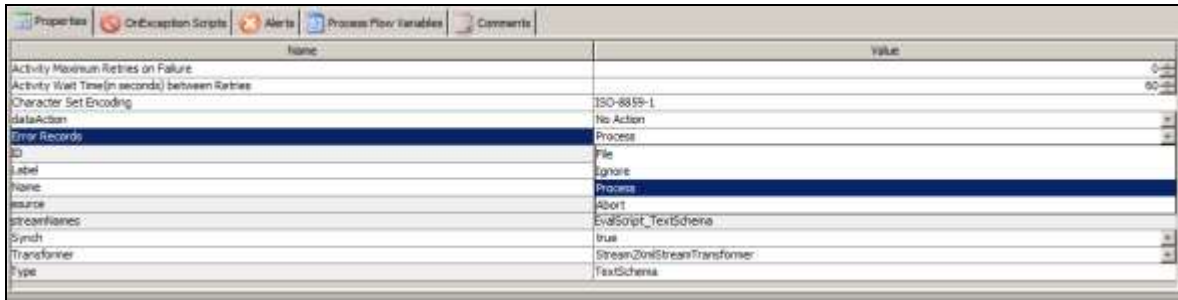 Properties OnException Scripts Alerts Process Flow Variables Comments
Name Value
Activity Maximum Retries on Failure 0
Activity Wait Time(in seconds) between Retries 60
Character Set Encoding ISO-8859-1
dataAction No Action
Error Records Process
ID File
Label Ignore
Name Process
source Abort
streamNames EvalScript_TextSchema
Synch true
Transformer Stream2XmlStreamTransformer
Type TextSchema